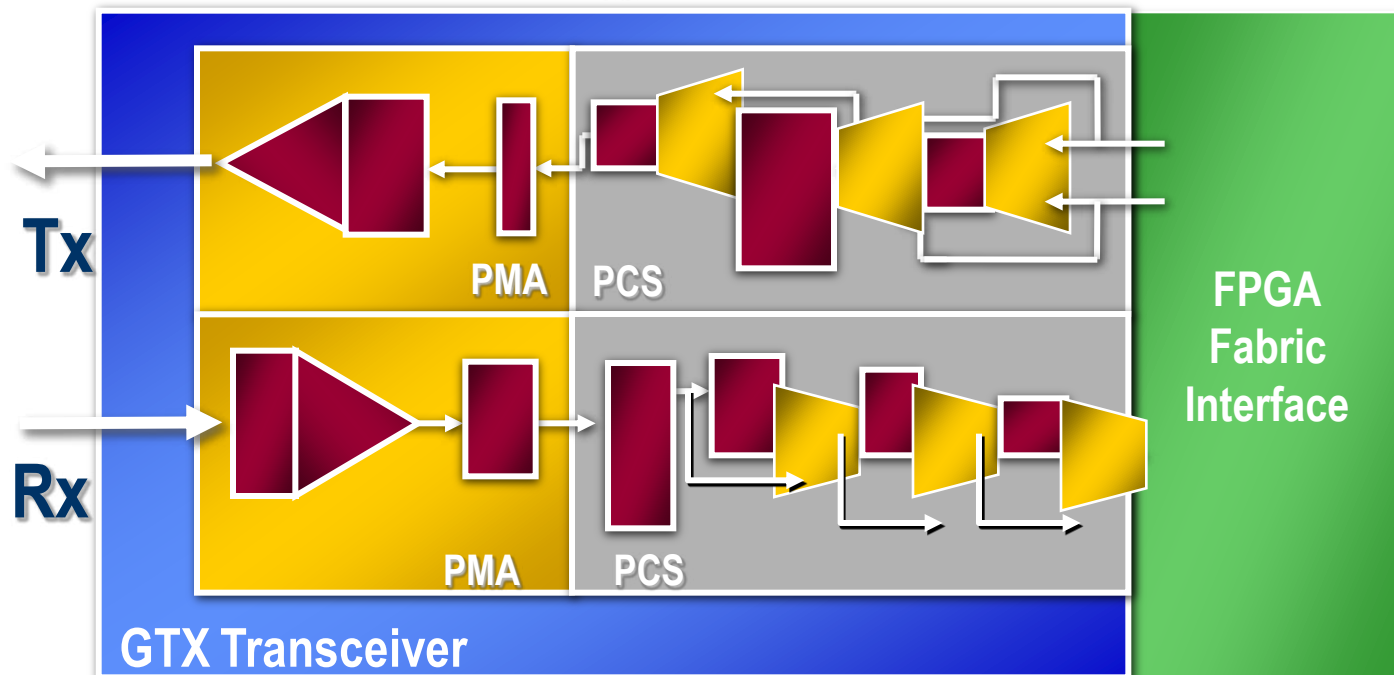 Tx
PMA
PCS
FPGA
Fabric
Interface
Rx
PMA
PCS
GTX Transceiver